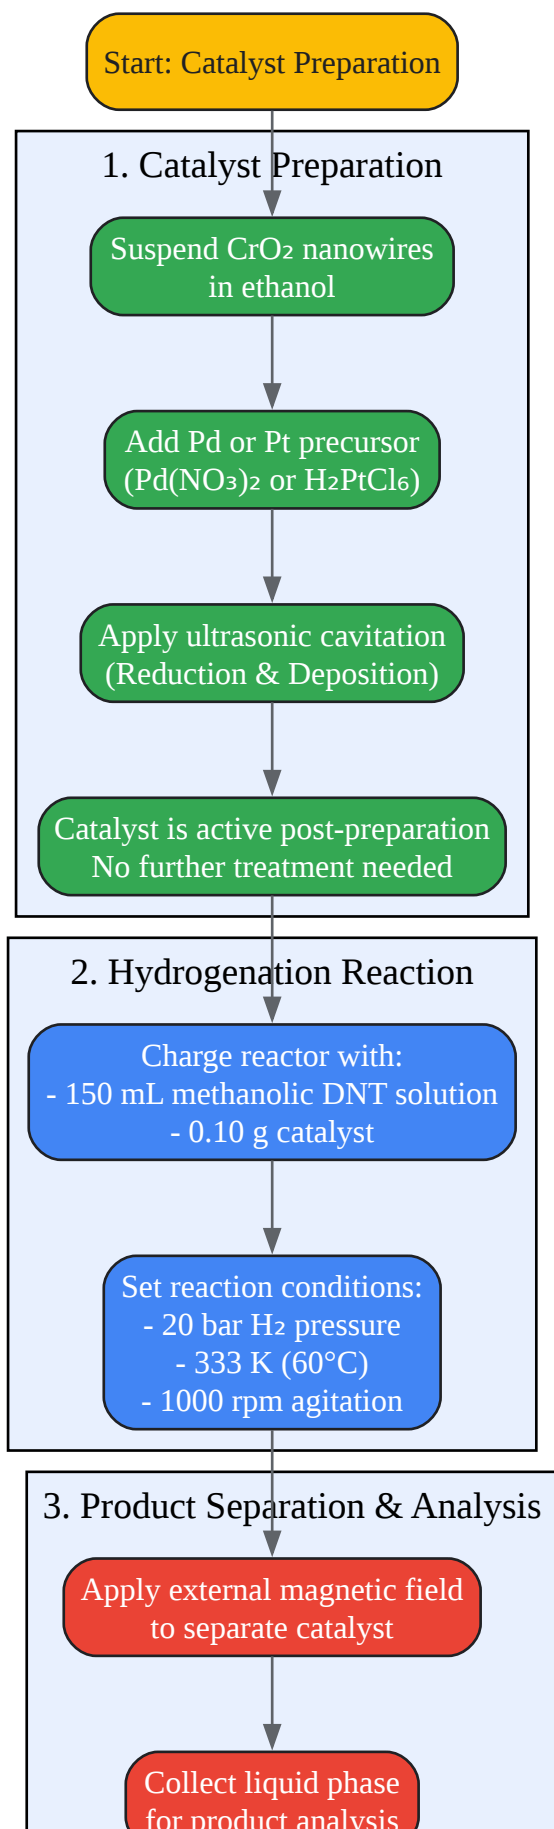 Start: Catalyst Preparation
1. Catalyst Preparation
Suspend CrO₂ nanowires
in ethanol
Add Pd or Pt precursor
(Pd(NO₃)₂ or H₂PtCl₆)
Apply ultrasonic cavitation
(Reduction & Deposition)
Catalyst is active post-preparation
No further treatment needed
2. Hydrogenation Reaction
Charge reactor with:
- 150 mL methanolic DNT solution
- 0.10 g catalyst
Set reaction conditions:
- 20 bar H₂ pressure
- 333 K (60°C)
- 1000 rpm agitation
3. Product Separation & Analysis
Apply external magnetic field
to separate catalyst
Collect liquid phase
for product analysis